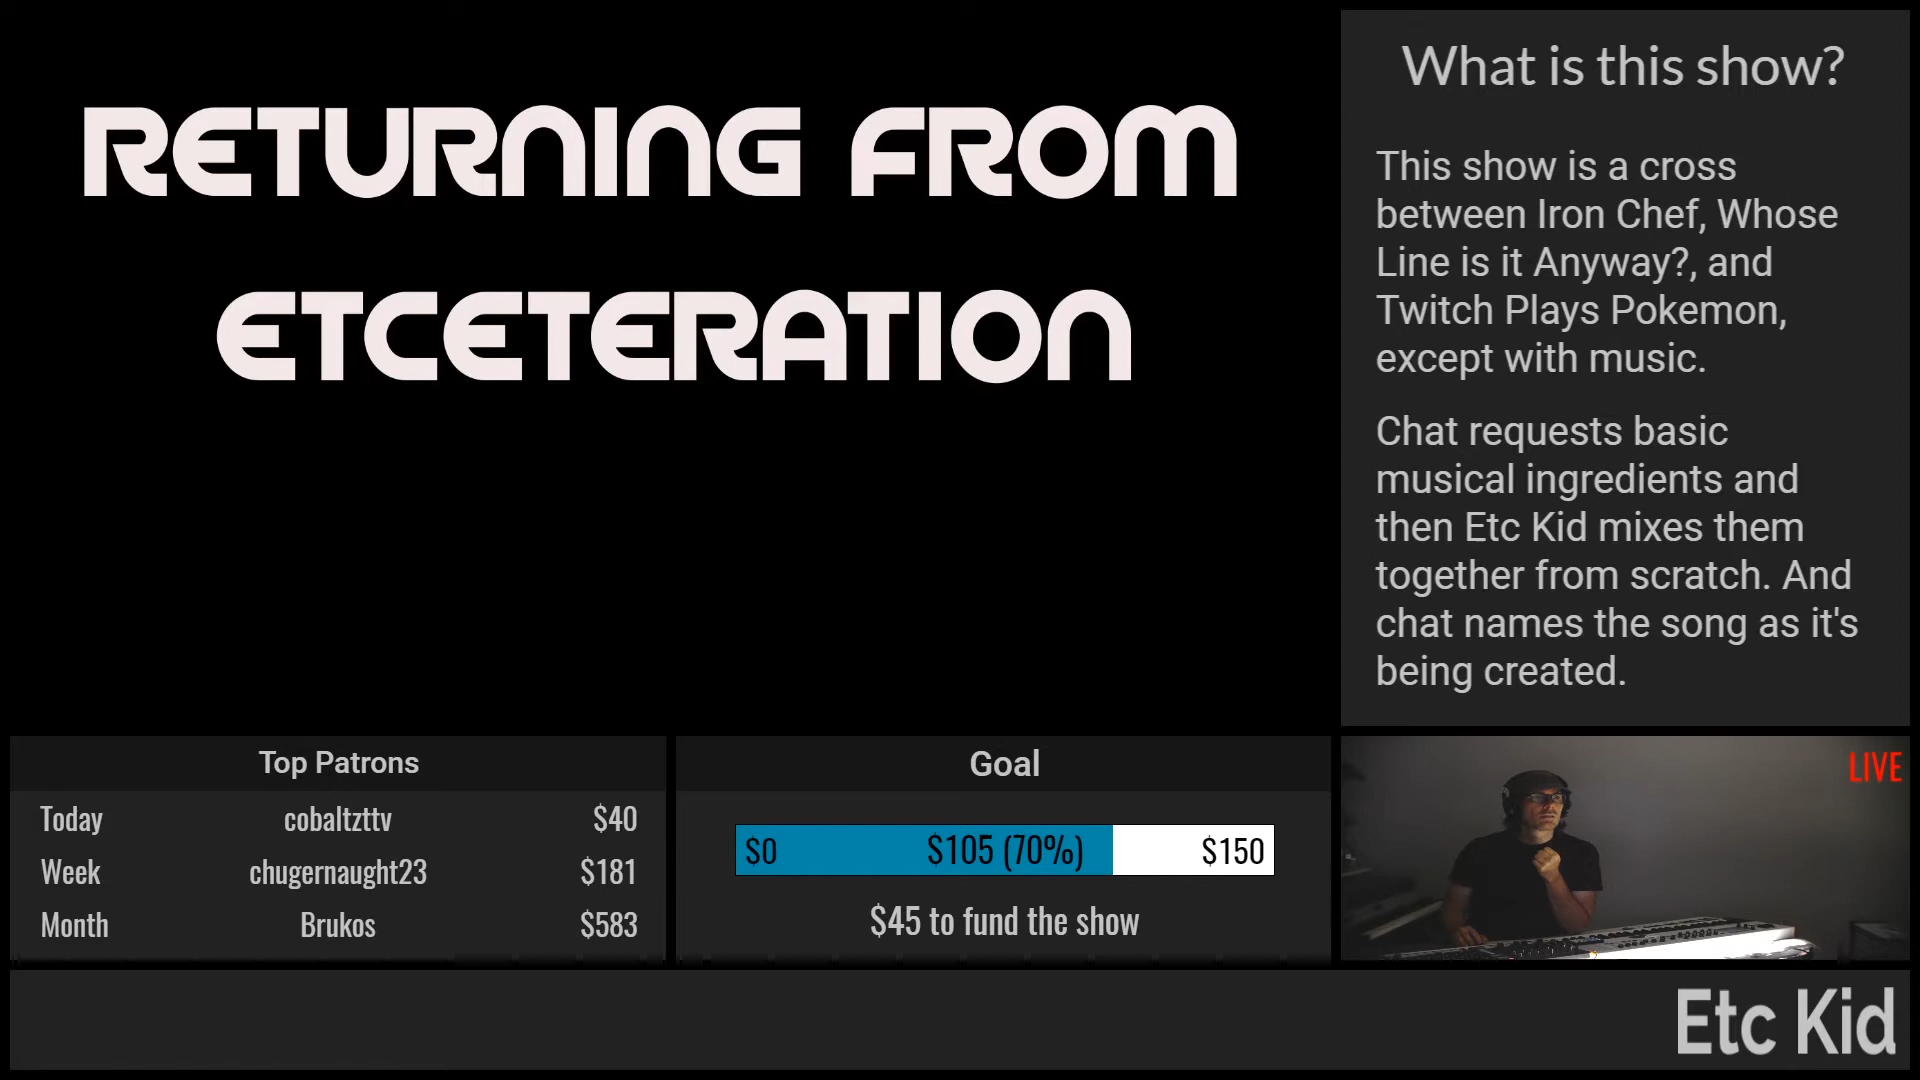 RETURNING FROM
ETCETERATION
What is this show?
This show is a cross
between Iron Chef, Whose
Line is it Anyway?, and
Twitch Plays Pokemon,
except with music.
Chat requests basic
musical ingredients and
then Etc Kid mixes them
together from scratch. And
chat names the song as it's
being created.
Top Patrons
Today cobaltzttv $40
Week chugernaught23 $181
Month Brukos $583
Goal
$0 $105 (70%) $150
$45 to fund the show
LIVE
Etc Kid